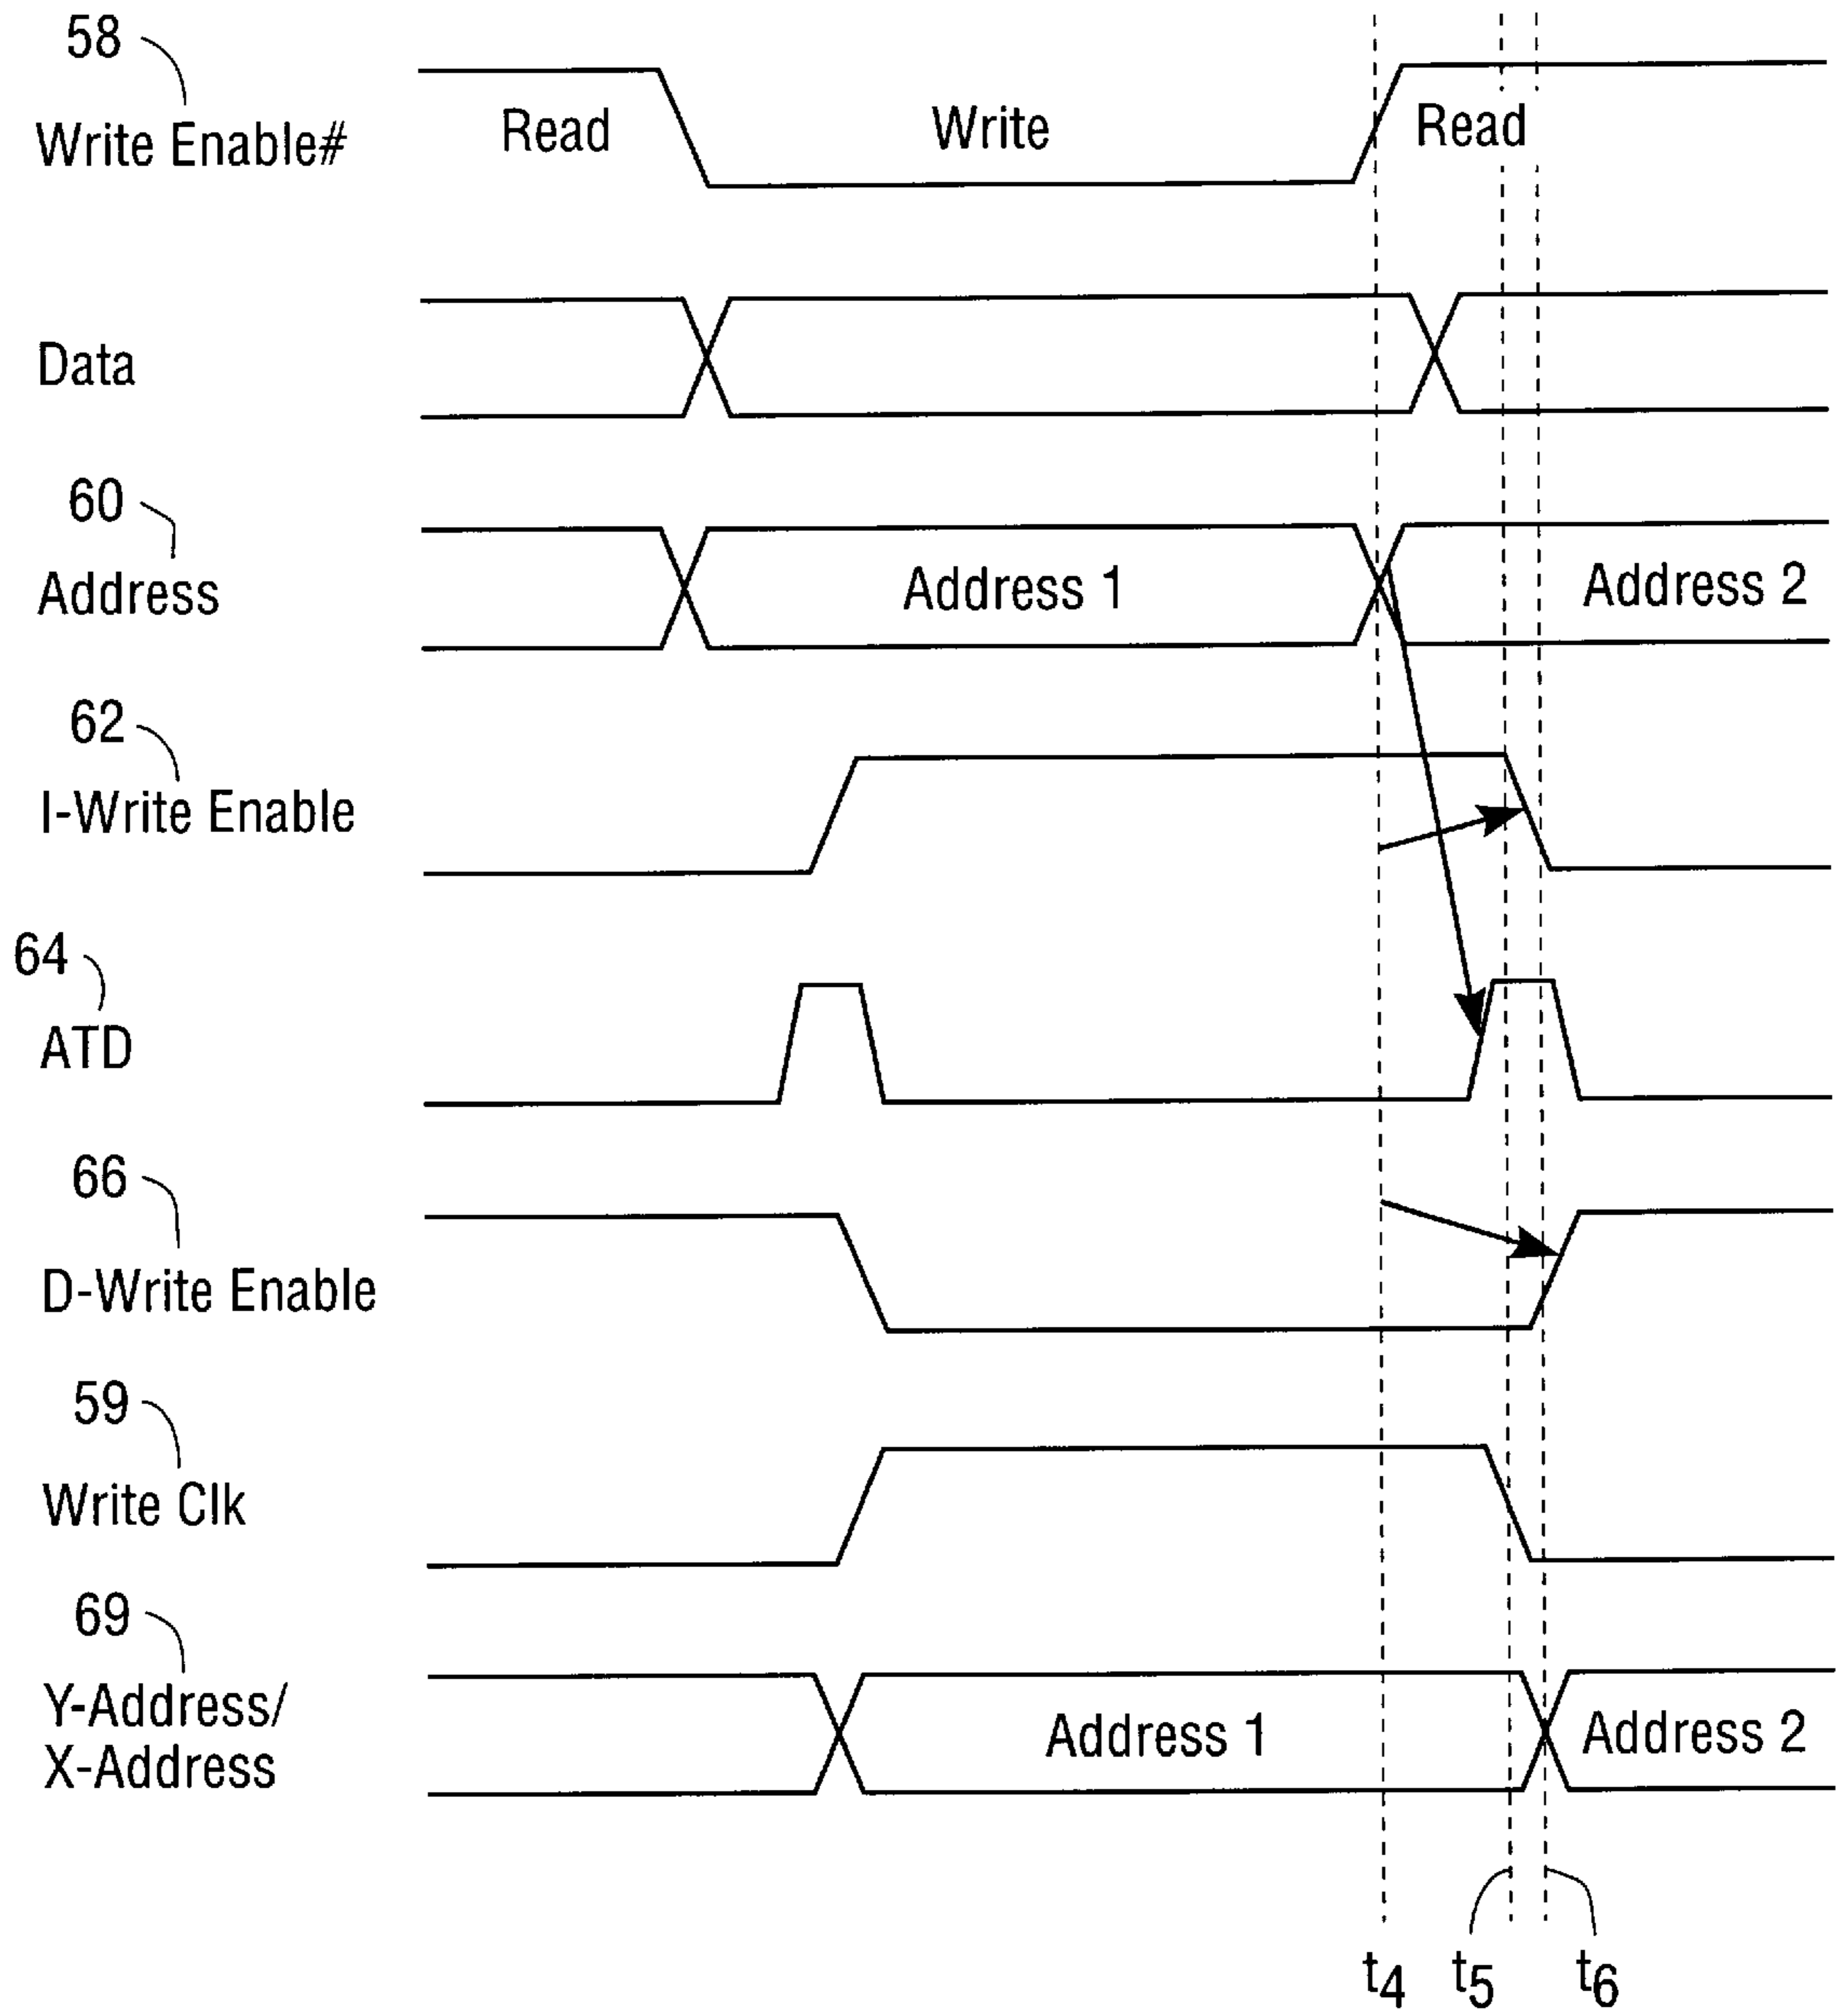 58
Write Enable#
Read
Write
Read
Data
60
Address
Address 1
Address 2
62
I-Write Enable
64
ATD
66
D-Write Enable
59
Write Clk
69
Y-Address/
X-Address
Address 1
Address 2
t4
t5
t6